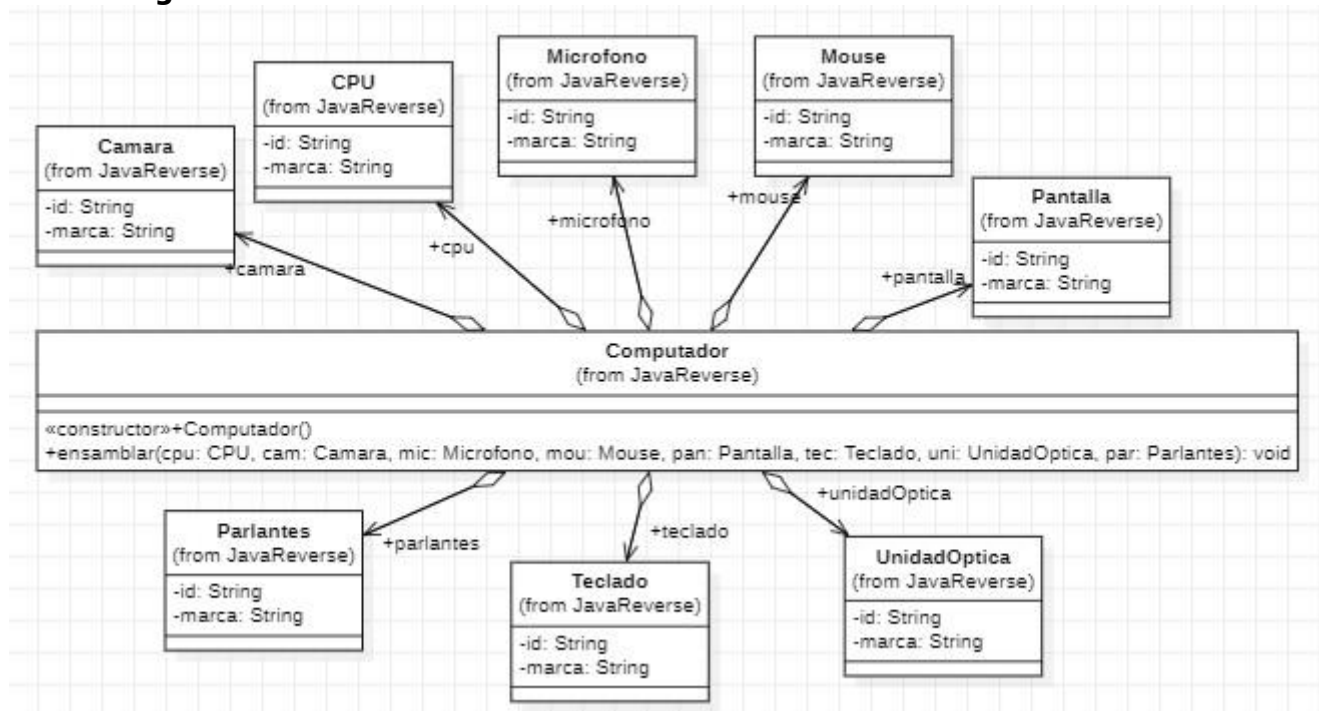 Microfono
(from JavaReverse)
-id: String
-marca: String
Mouse
(from JavaReverse)
-id: String
-marca: String
CPU
(from JavaReverse)
-id: String
-marca: String
Camara
(from JavaReverse)
-id: String
-marca: String
Pantalla
(from JavaReverse)
-id: String
-marca: String
+camara
+cpu
+microfono
+mouse
+pantalla
Computador
(from JavaReverse)
«constructor»+Computador()
+ensamblar(cpu: CPU, cam: Camara, mic: Microfono, mou: Mouse, pan: Pantalla, tec: Teclado, uni: UnidadOptica, par: Parlantes): void
+parlantes
+teclado
+unidadOptica
Parlantes
(from JavaReverse)
-id: String
-marca: String
Teclado
(from JavaReverse)
-id: String
-marca: String
UnidadOptica
(from JavaReverse)
-id: String
-marca: String